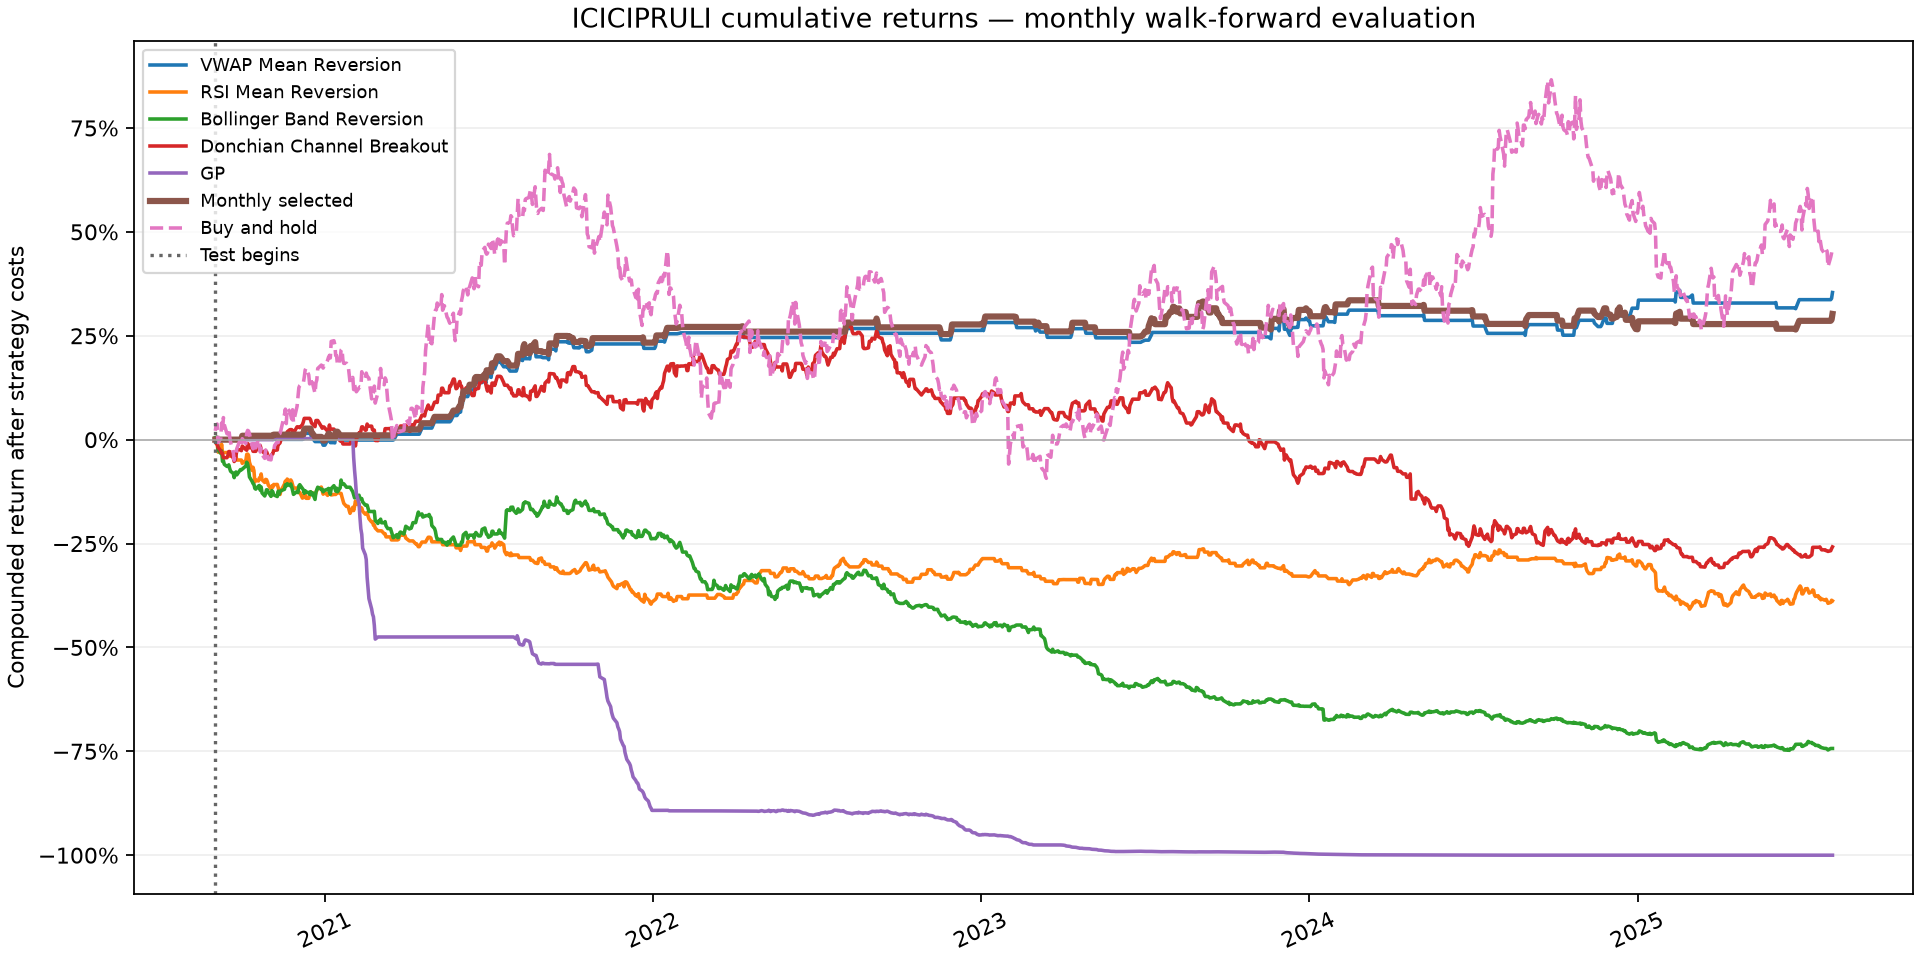 ICICIPRULI cumulative returns — monthly walk-forward evaluation
Compounded return after strategy costs
VWAP Mean Reversion
RSI Mean Reversion
Bollinger Band Reversion
Donchian Channel Breakout
GP
Monthly selected
Buy and hold
Test begins
75%
50%
25%
0%
−25%
−50%
−75%
−100%
2021
2022
2023
2024
2025